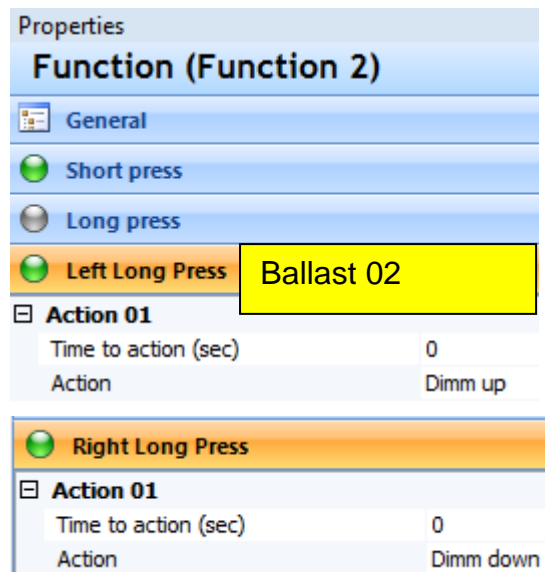 Properties
Function (Function 2)
General
Short press
Long press
Left Long Press Ballast 02
Action 01
Time to action (sec) 0
Action Dimm up
Right Long Press
Action 01
Time to action (sec) 0
Action Dimm down